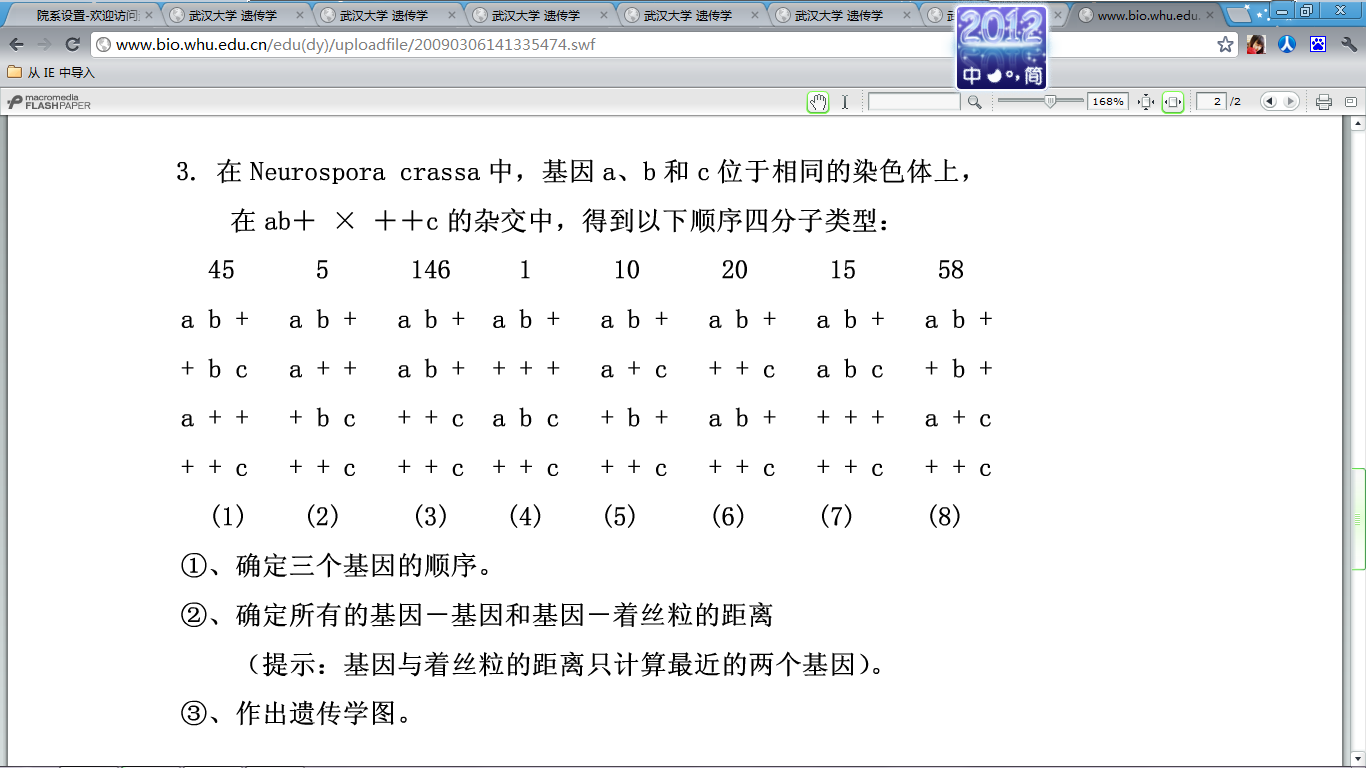 院系设置-欢迎访问 武汉大学 遗传学 武汉大学 遗传学 武汉大学 遗传学 武汉大学 遗传学 武汉大学 遗传学 www.bio.whu.edu.
www.bio.whu.edu.cn/edu(dy)/uploadfile/20090306141335474.swf
2012
中 简
从 IE 中导入
macromedia
FLASHPAPER
168% 2 /2
3. 在 Neurospora crassa 中，基因 a、b 和 c 位于相同的染色体上，
在 ab＋ × ＋＋c 的杂交中，得到以下顺序四分子类型：
45 5 146 1 10 20 15 58
a b + a b + a b + a b + a b + a b + a b + a b +
+ b c a + + a b + + + + a + c + + c a b c + b +
a + + + b c + + c a b c + b + a b + + + + a + c
+ + c + + c + + c + + c + + c + + c + + c + + c
(1) (2) (3) (4) (5) (6) (7) (8)
①、确定三个基因的顺序。
②、确定所有的基因－基因和基因－着丝粒的距离
（提示：基因与着丝粒的距离只计算最近的两个基因）。
③、作出遗传学图。